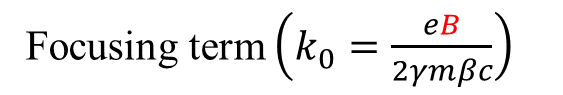 Focusing term (k₀ = eB / 2γmβc)